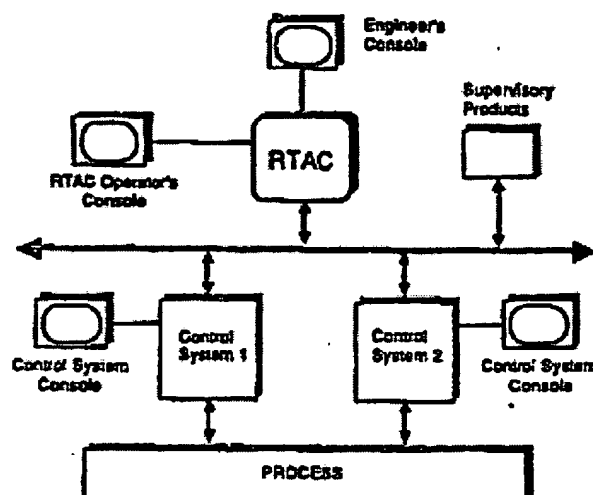 Engineer's
Console
Supervisory
Products
RTAC
RTAC Operator's
Console
Control
System 1
Control
System 2
Control System
Console
Control System
Console
PROCESS